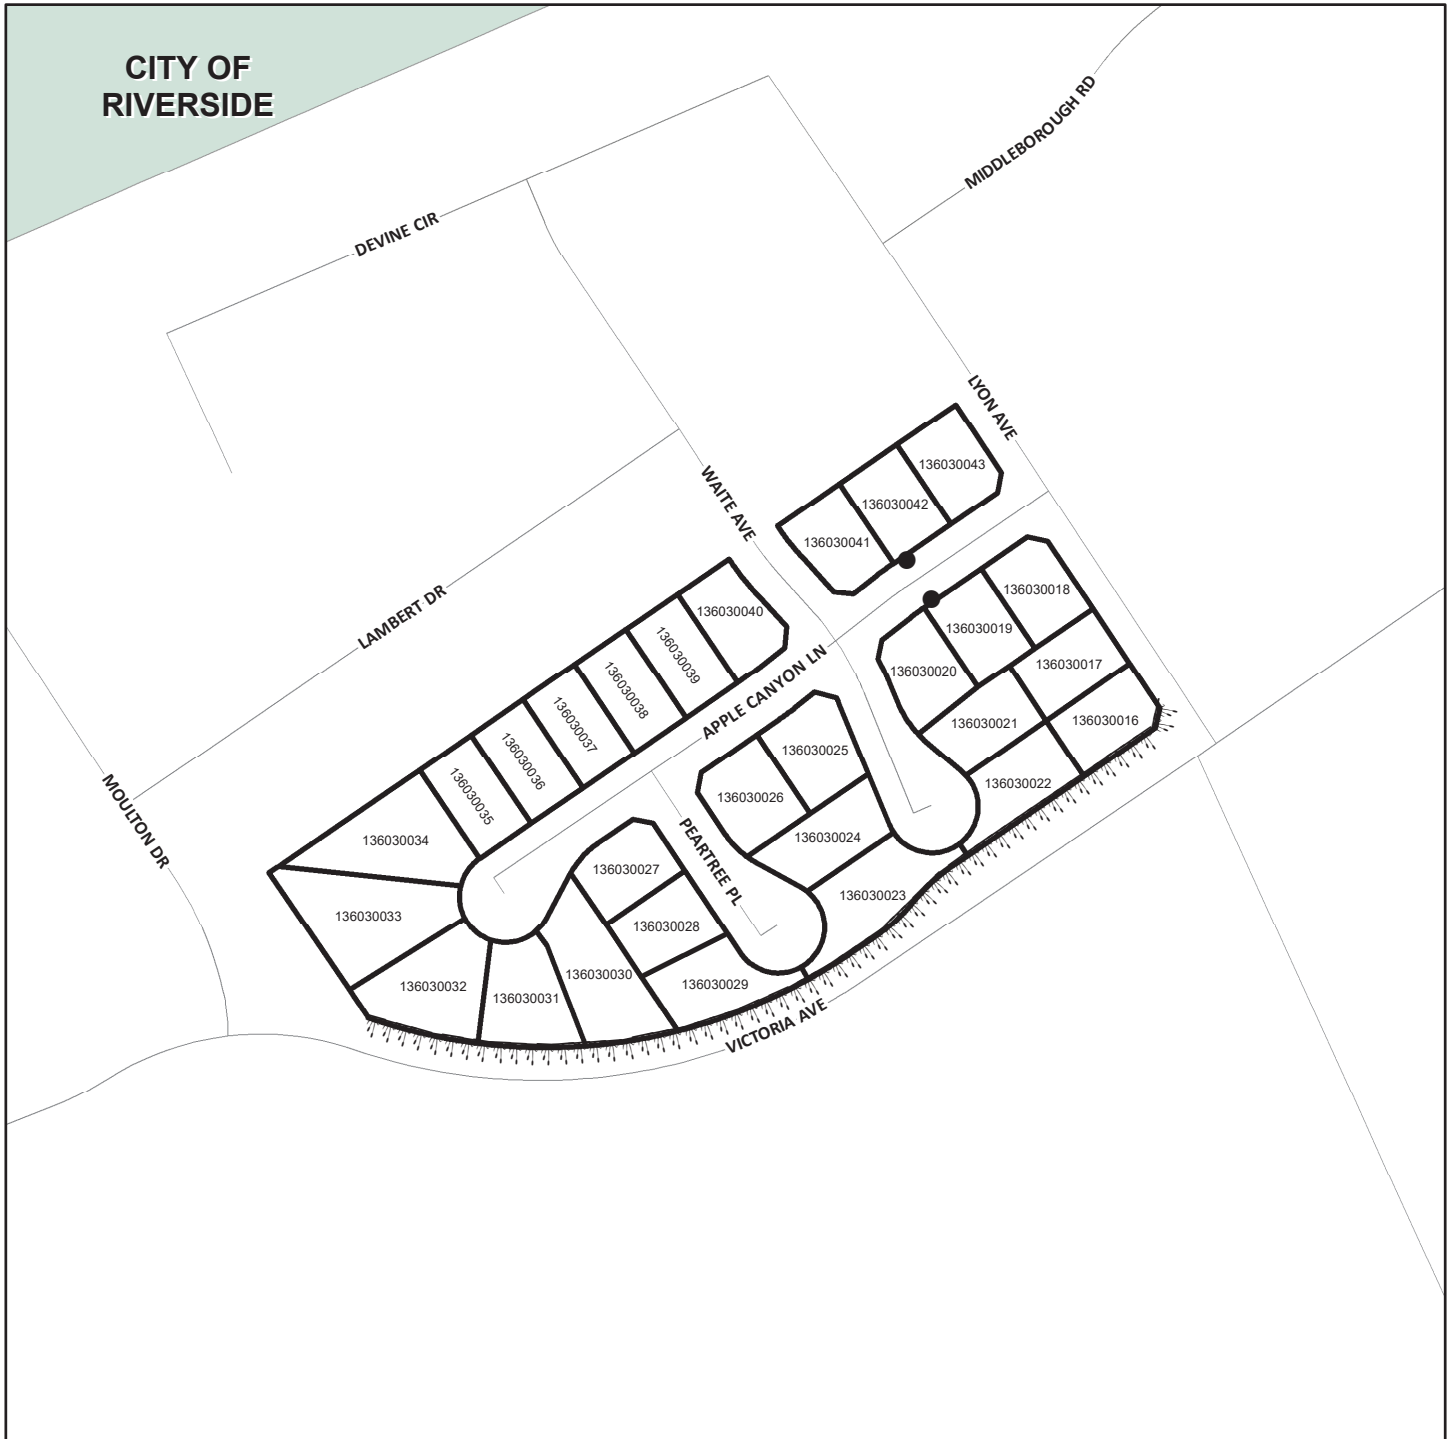 CITY OF
RIVERSIDE
MIDDLEBOROUGH RD
DEVINE CIR
LYON AVE
WAITE AVE
136030043
136030042
136030041
LAMBERT DR
136030040
136030039
136030038
136030037
136030036
136030035
136030034
136030018
136030019
136030020
136030017
136030021
136030016
136030022
APPLE CANYON LN
136030025
136030026
136030024
136030023
MOULTON DR
PEARTREE PL
136030027
136030028
136030029
136030030
136030031
136030032
136030033
VICTORIA AVE